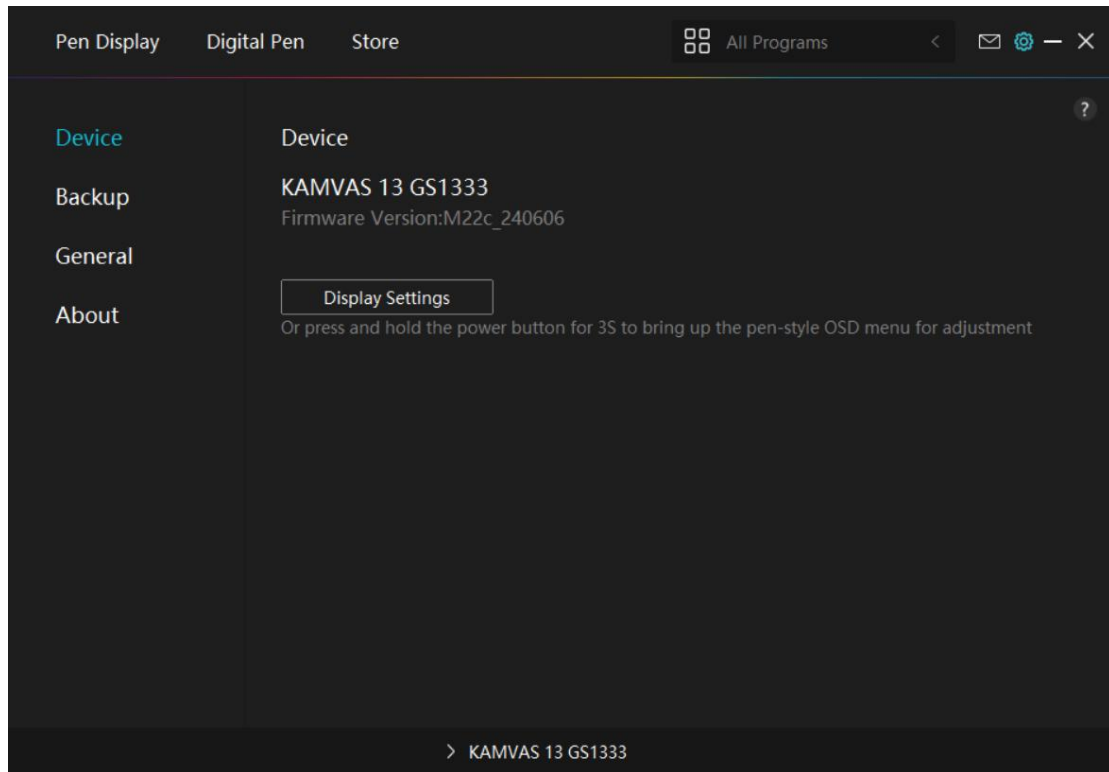 Pen Display Digital Pen Store All Programs
?
Device
Backup
General
About
Device
KAMVAS 13 GS1333
Firmware Version:M22c_240606
Display Settings
Or press and hold the power button for 3S to bring up the pen-style OSD menu for adjustment
KAMVAS 13 GS1333